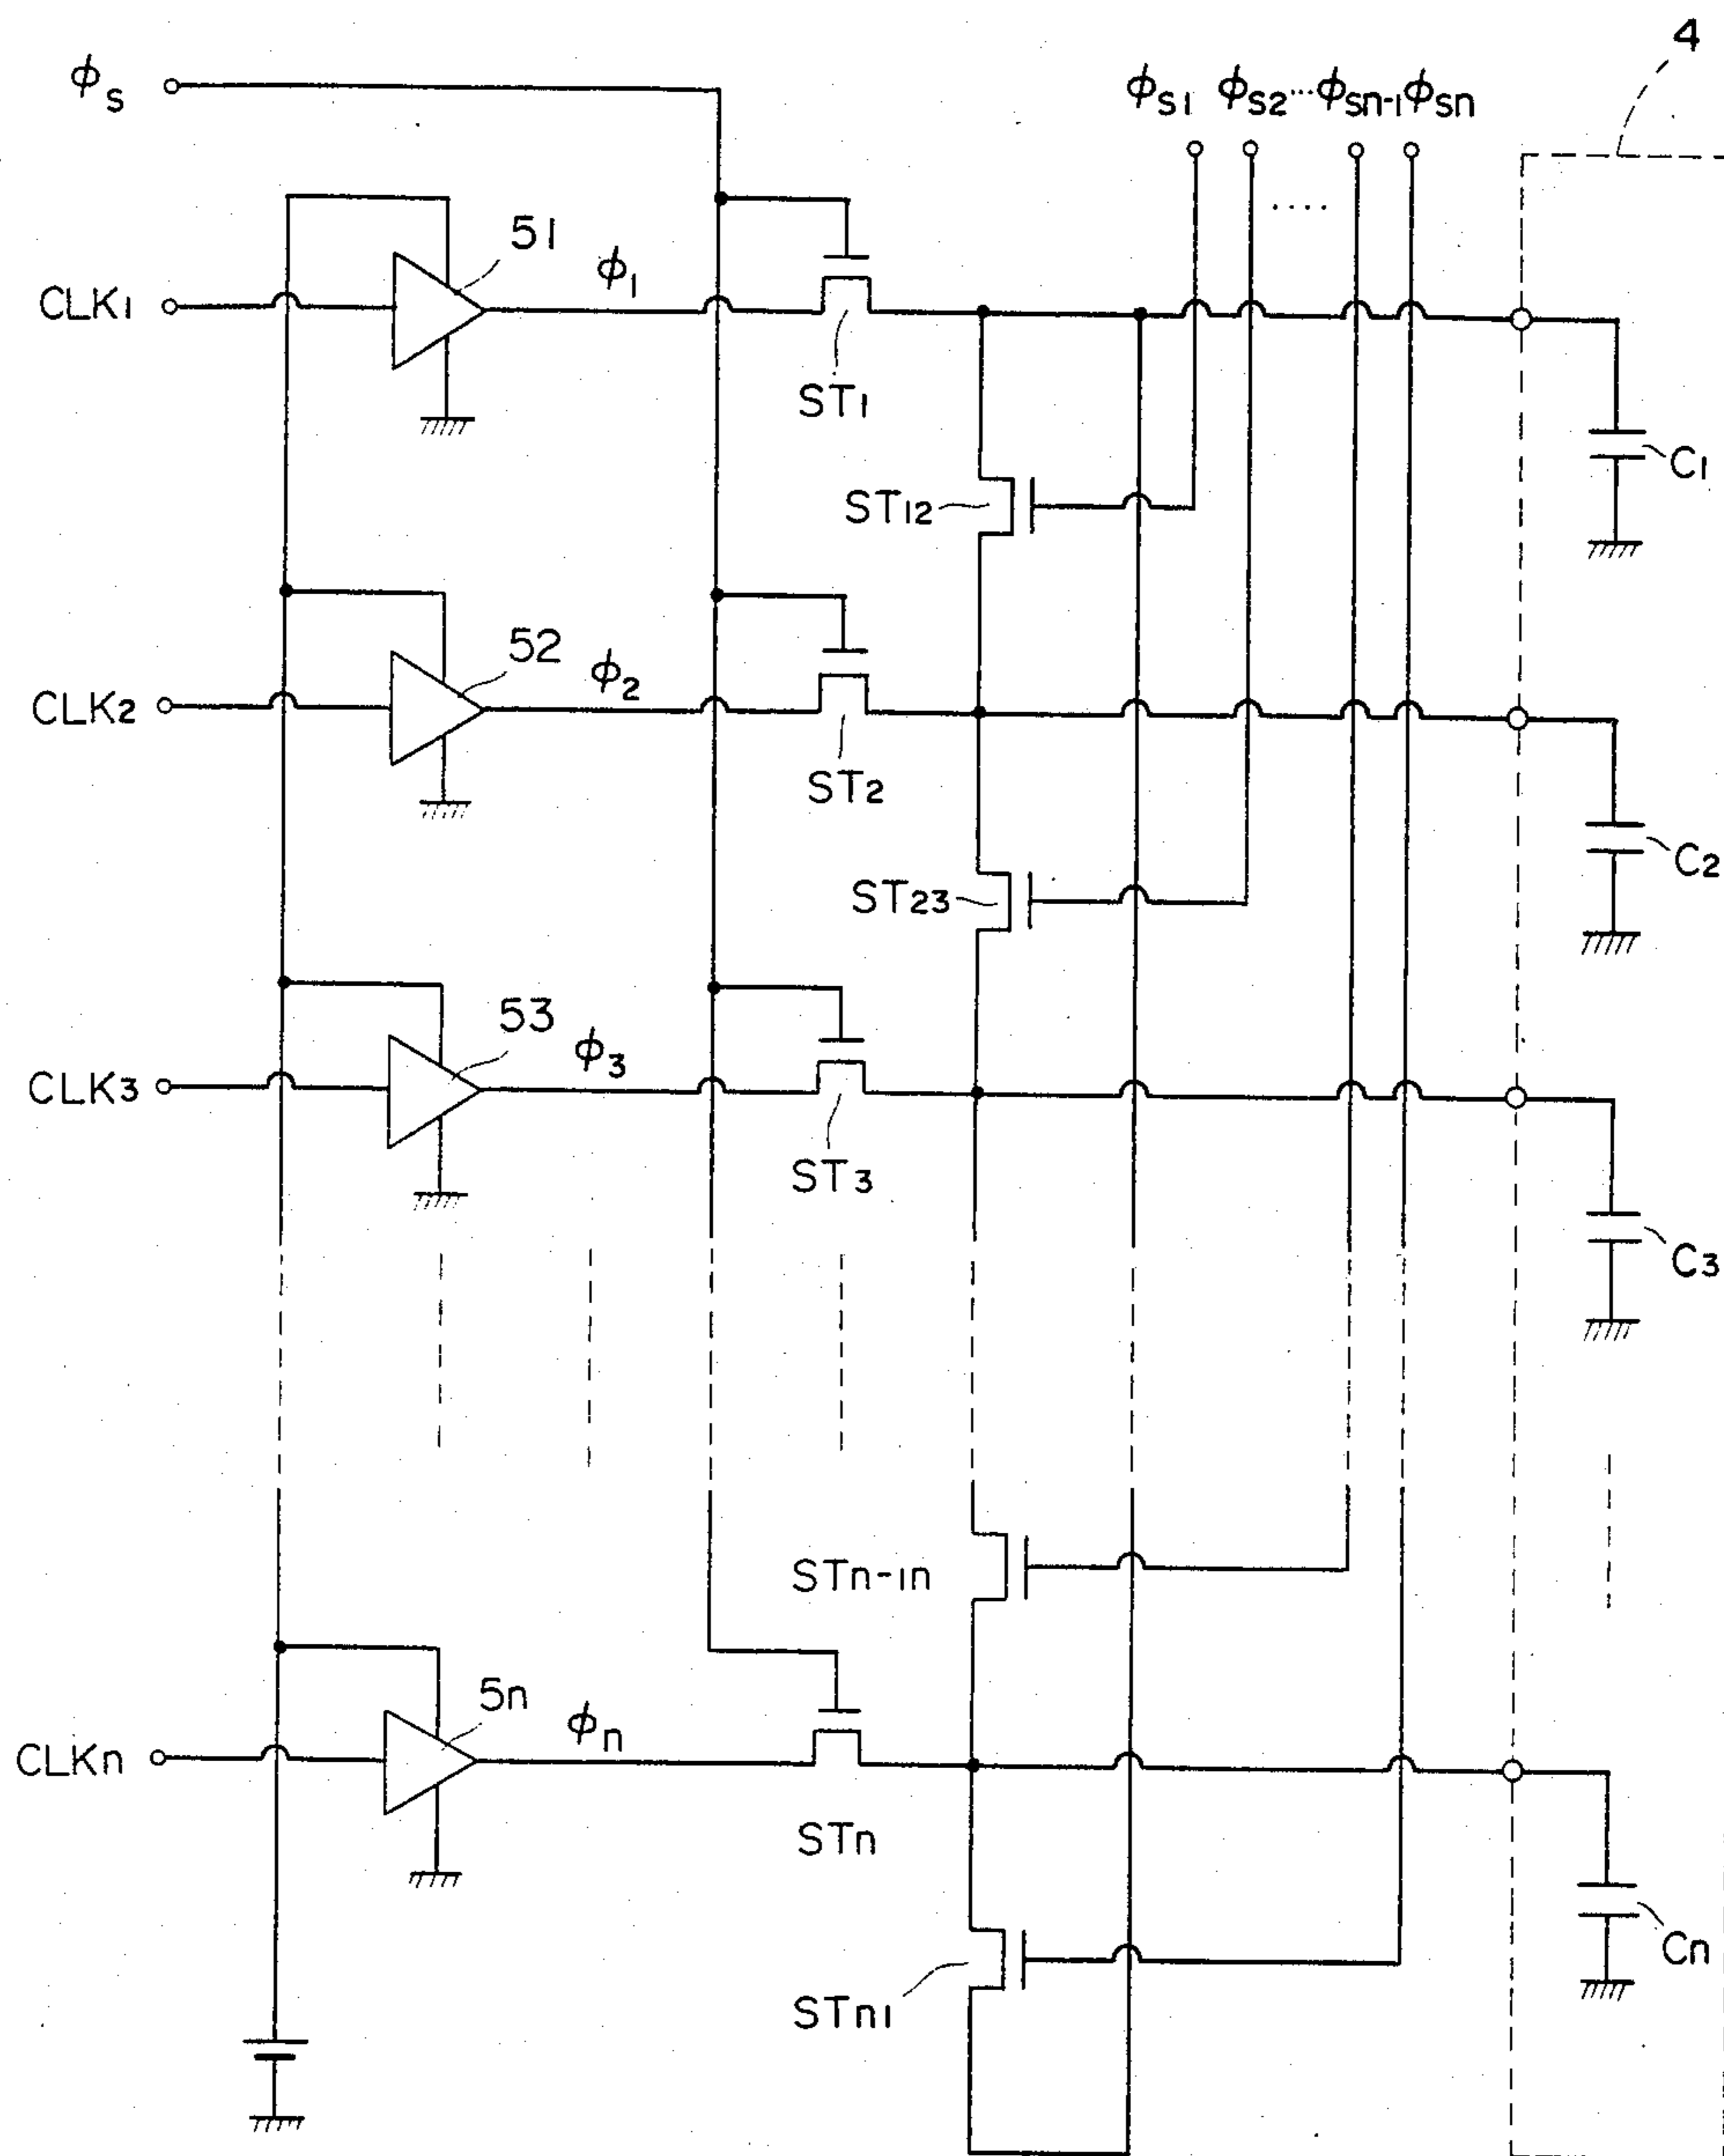 4
ϕs
ϕs1 ϕs2 ···ϕsn-1 ϕsn
....
51
ϕ1
CLK1
ST1
C1
ST12
52
ϕ2
CLK2
ST2
C2
ST23
53
ϕ3
CLK3
ST3
C3
STn-1n
5n
ϕn
CLKn
STn
Cn
STn1